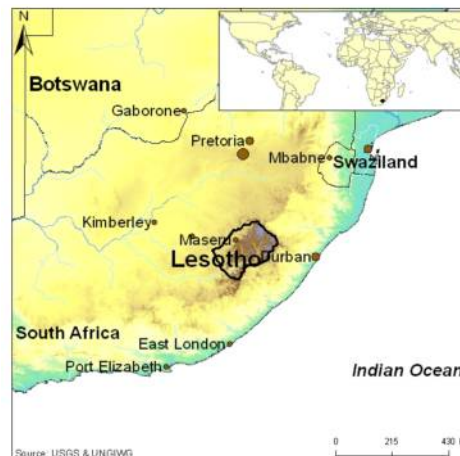 N
Botswana
Gaborone
Pretoria
Mbabne
Swaziland
Kimberley
Maseru
Lesotho
Durban
South Africa
East London
Port Elizabeth
Indian Ocean
Source: USGS & UNGIWG
0 215 430